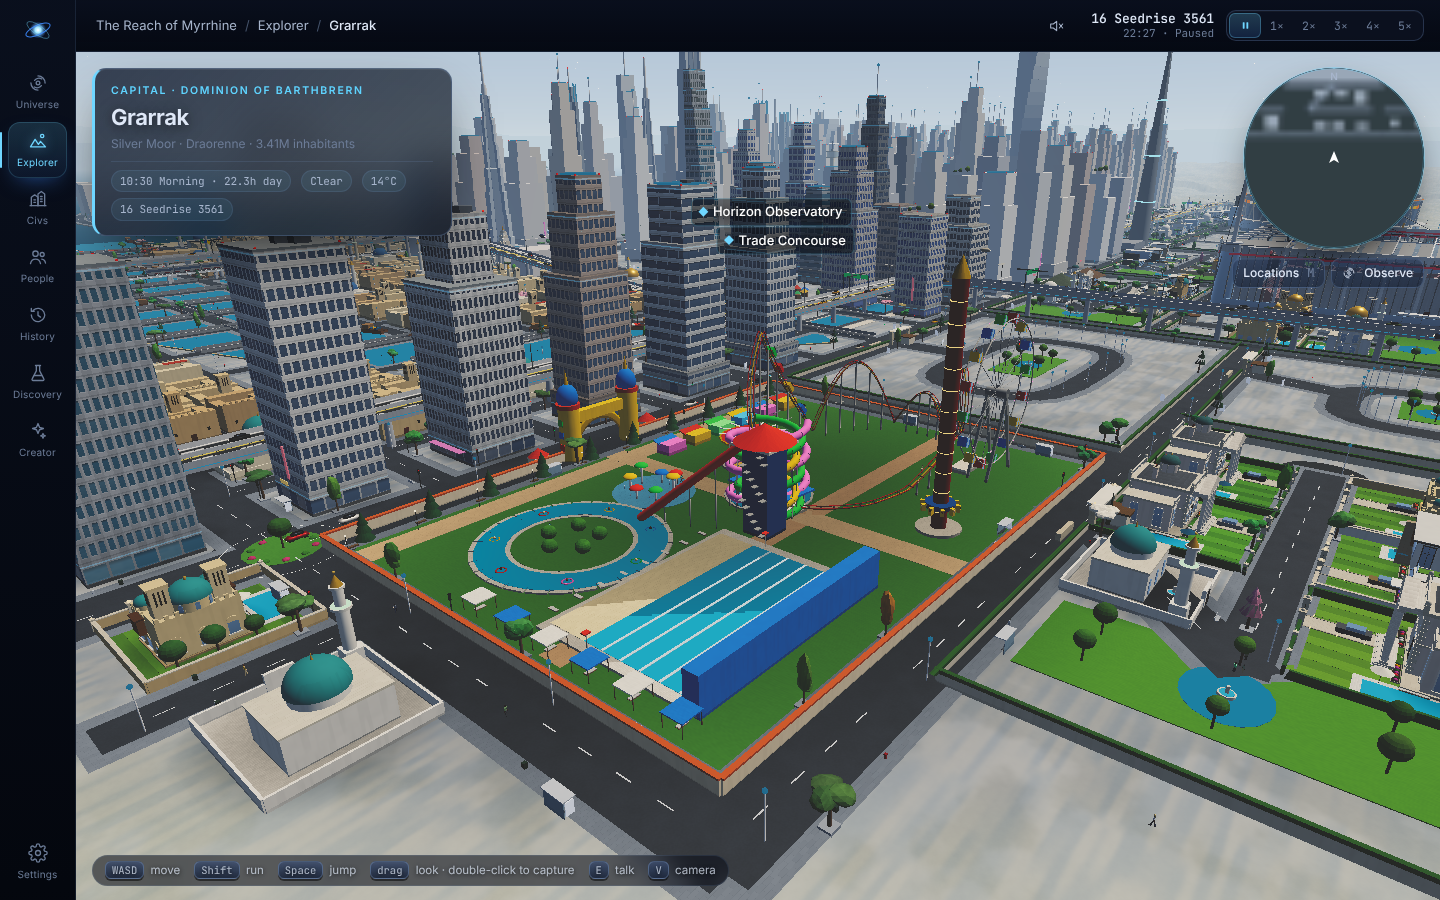 The Reach of Myrrhine / Explorer / Grarrak
16 Seedrise 3561
22:27 · Paused
1×
2×
3×
4×
5×
Universe
Explorer
Civs
People
History
Discovery
Creator
Settings
CAPITAL · DOMINION OF BARTHBRERN
Grarrak
Silver Moor · Draorenne · 3.41M inhabitants
10:30 Morning · 22.3h day
Clear
14°C
16 Seedrise 3561
Horizon Observatory
Trade Concourse
N
Locations M
Observe
WASD move
Shift run
Space jump
drag look · double-click to capture
E talk
V camera